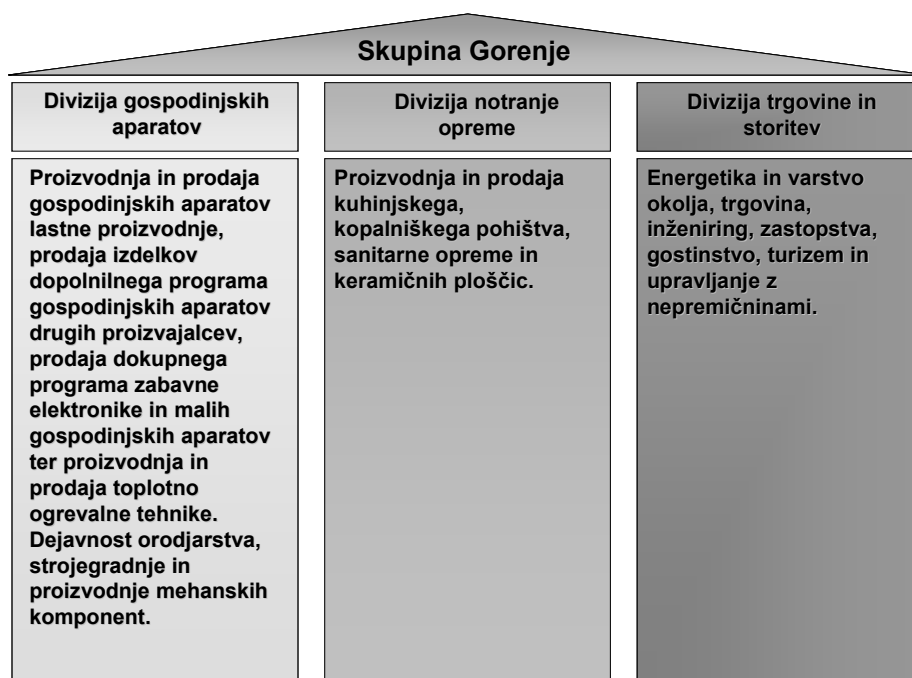 Skupina Gorenje
Divizija gospodinjskih
aparatov
Divizija notranje
opreme
Divizija trgovine in
storitev
Proizvodnja in prodaja
gospodinjskih aparatov
lastne proizvodnje,
prodaja izdelkov
dopolnilnega programa
gospodinjskih aparatov
drugih proizvajalcev,
prodaja dokupnega
programa zabavne
elektronike in malih
gospodinjskih aparatov
ter proizvodnja in
prodaja toplotno
ogrevalne tehnike.
Dejavnost orodjarstva,
strojegradnje in
proizvodnje mehanskih
komponent.
Proizvodnja in prodaja
kuhinjskega,
kopalniškega pohištva,
sanitarne opreme in
keramičnih ploščic.
Energetika in varstvo
okolja, trgovina,
inženiring, zastopstva,
gostinstvo, turizem in
upravljanje z
nepremičninami.